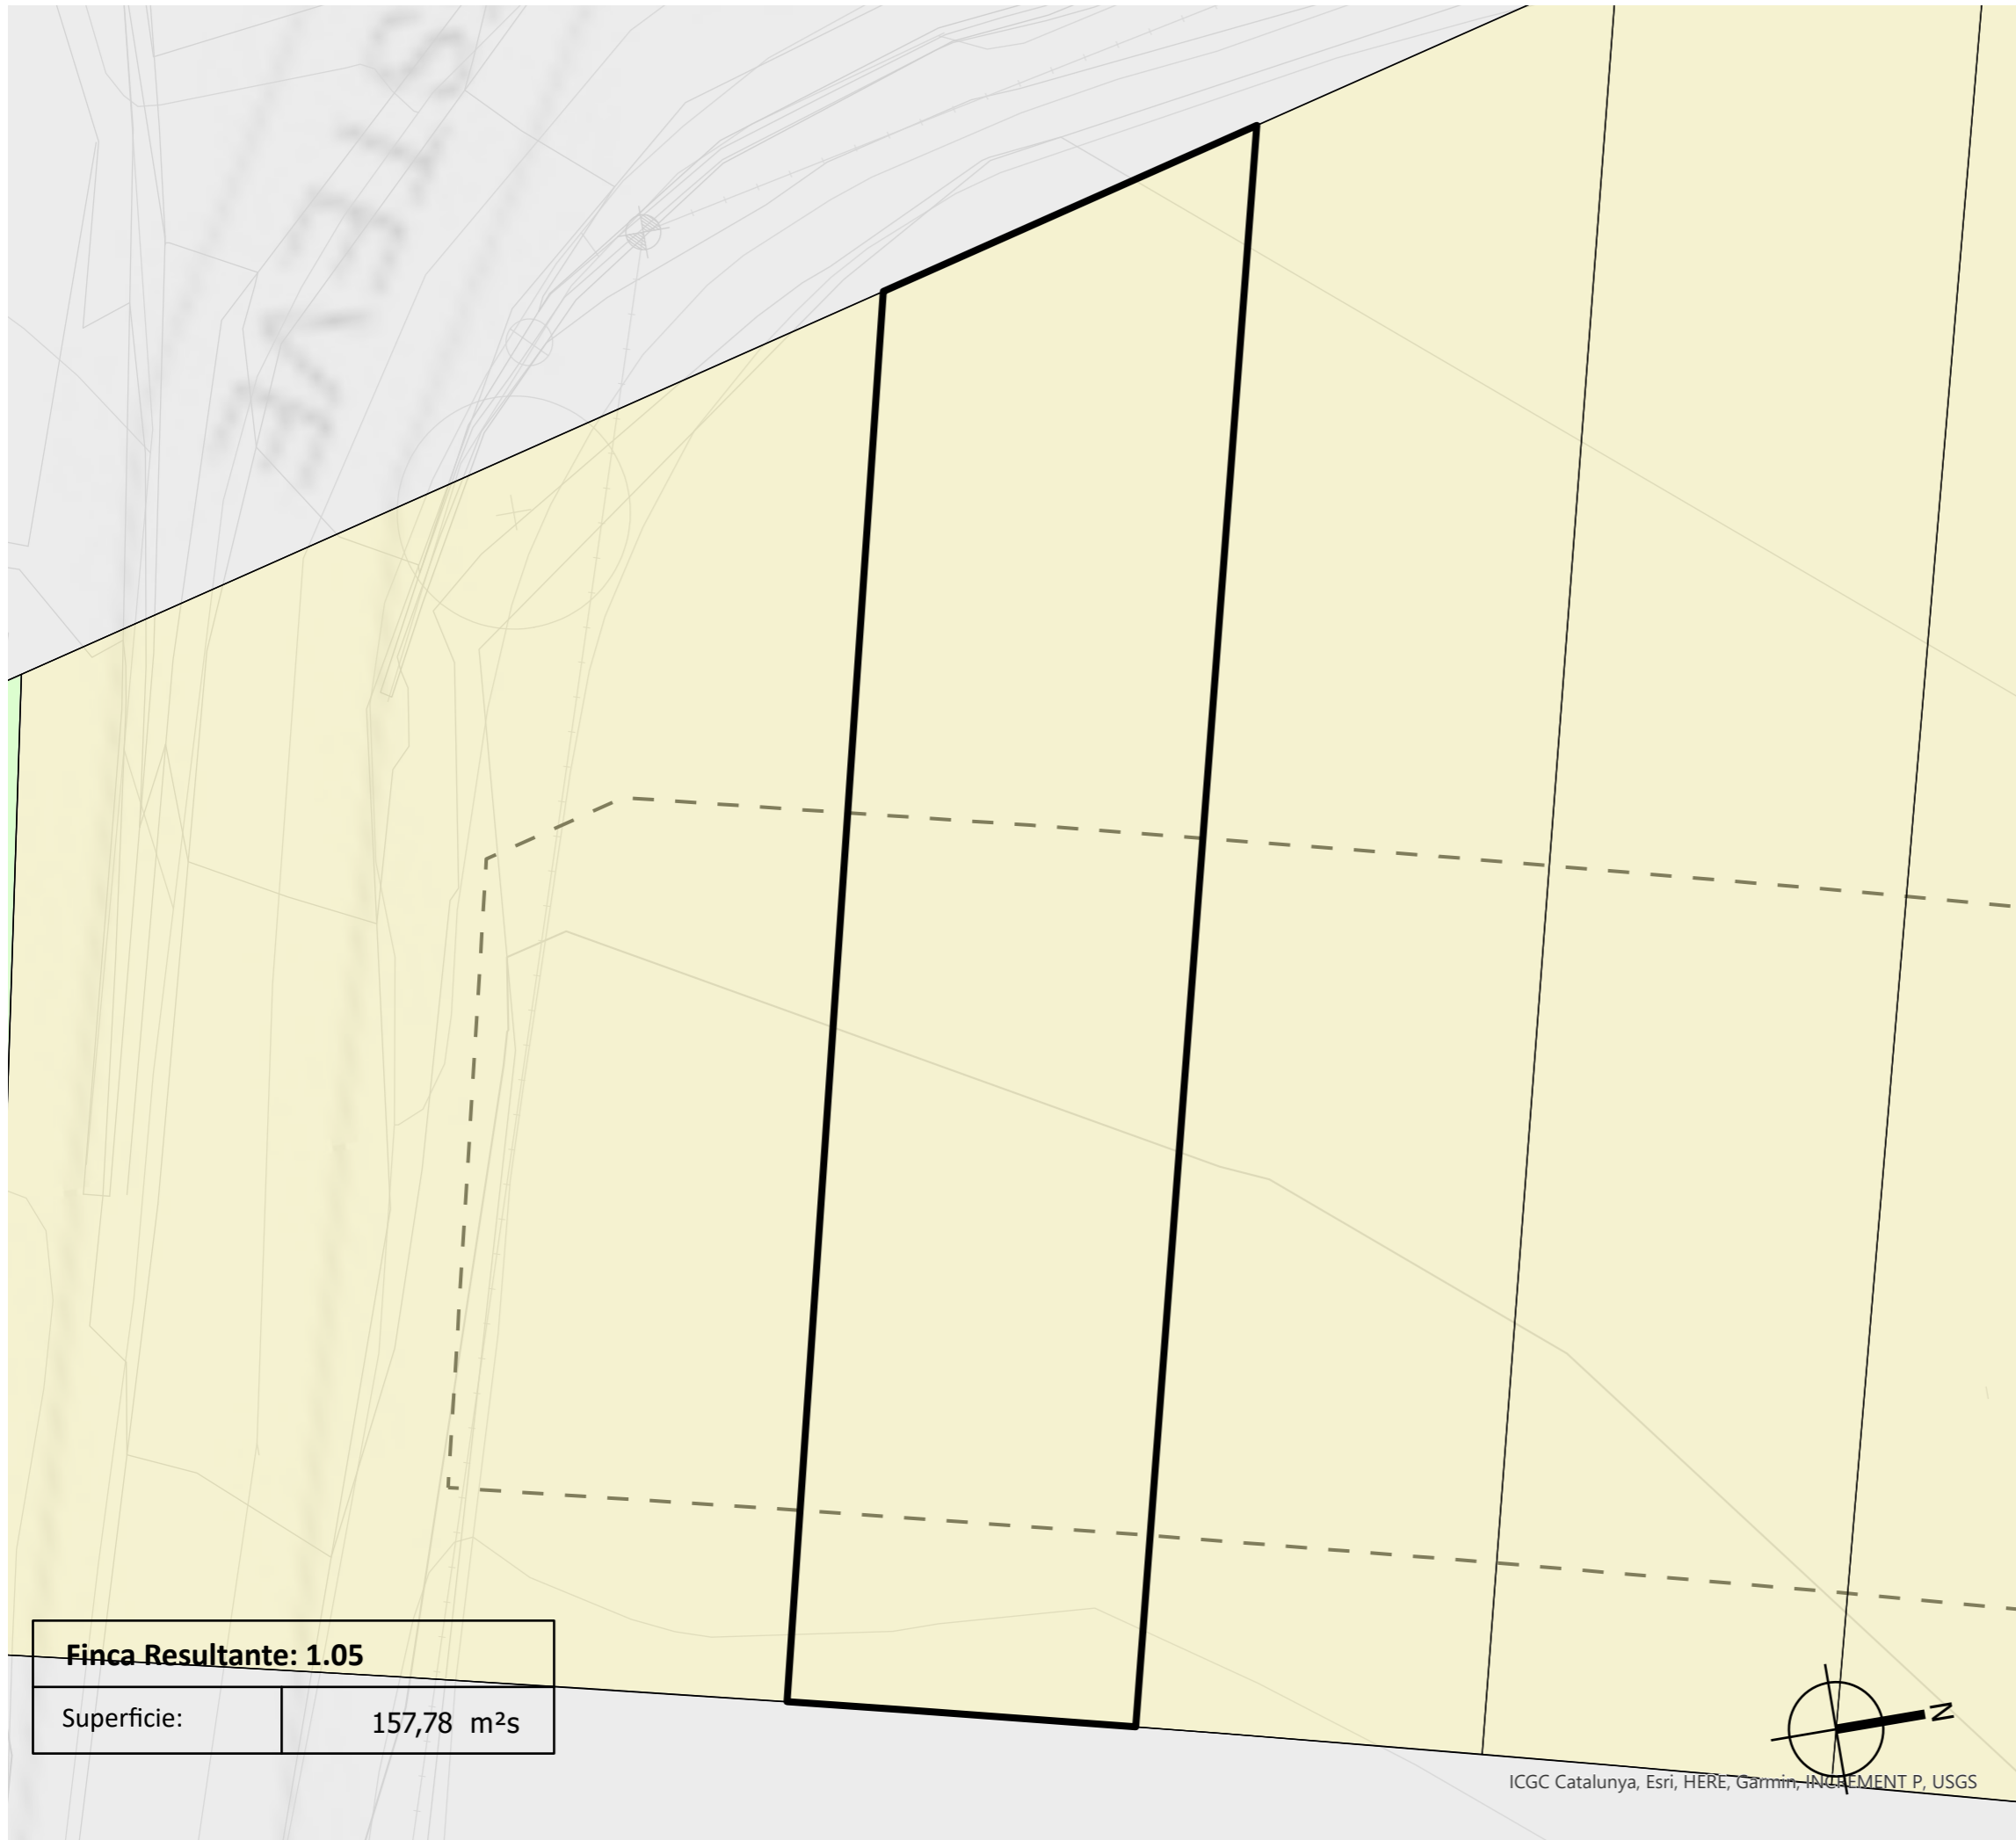 Finca Resultante: 1.05
Superficie: 157,78 m²s
N
ICGC Catalunya, Esri, HERE, Garmin, INCREMENT P, USGS